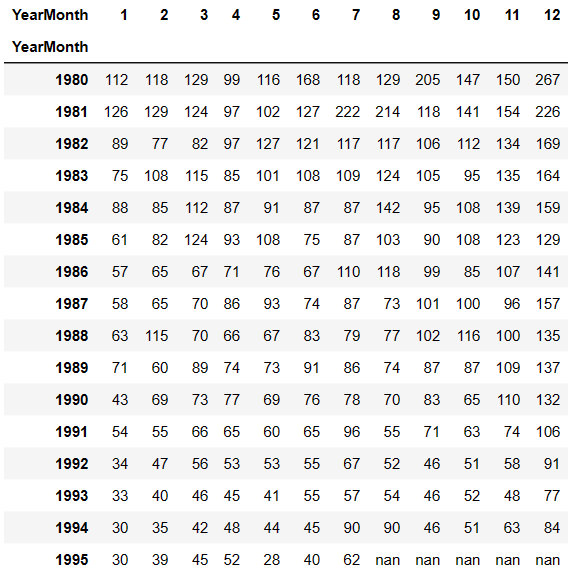 YearMonth 1 2 3 4 5 6 7 8 9 10 11 12
YearMonth
1980 112 118 129 99 116 168 118 129 205 147 150 267
1981 126 129 124 97 102 127 222 214 118 141 154 226
1982 89 77 82 97 127 121 117 117 106 112 134 169
1983 75 108 115 85 101 108 109 124 105 95 135 164
1984 88 85 112 87 91 87 87 142 95 108 139 159
1985 61 82 124 93 108 75 87 103 90 108 123 129
1986 57 65 67 71 76 67 110 118 99 85 107 141
1987 58 65 70 86 93 74 87 73 101 100 96 157
1988 63 115 70 66 67 83 79 77 102 116 100 135
1989 71 60 89 74 73 91 86 74 87 87 109 137
1990 43 69 73 77 69 76 78 70 83 65 110 132
1991 54 55 66 65 60 65 96 55 71 63 74 106
1992 34 47 56 53 53 55 67 52 46 51 58 91
1993 33 40 46 45 41 55 57 54 46 52 48 77
1994 30 35 42 48 44 45 90 90 46 51 63 84
1995 30 39 45 52 28 40 62 nan nan nan nan nan